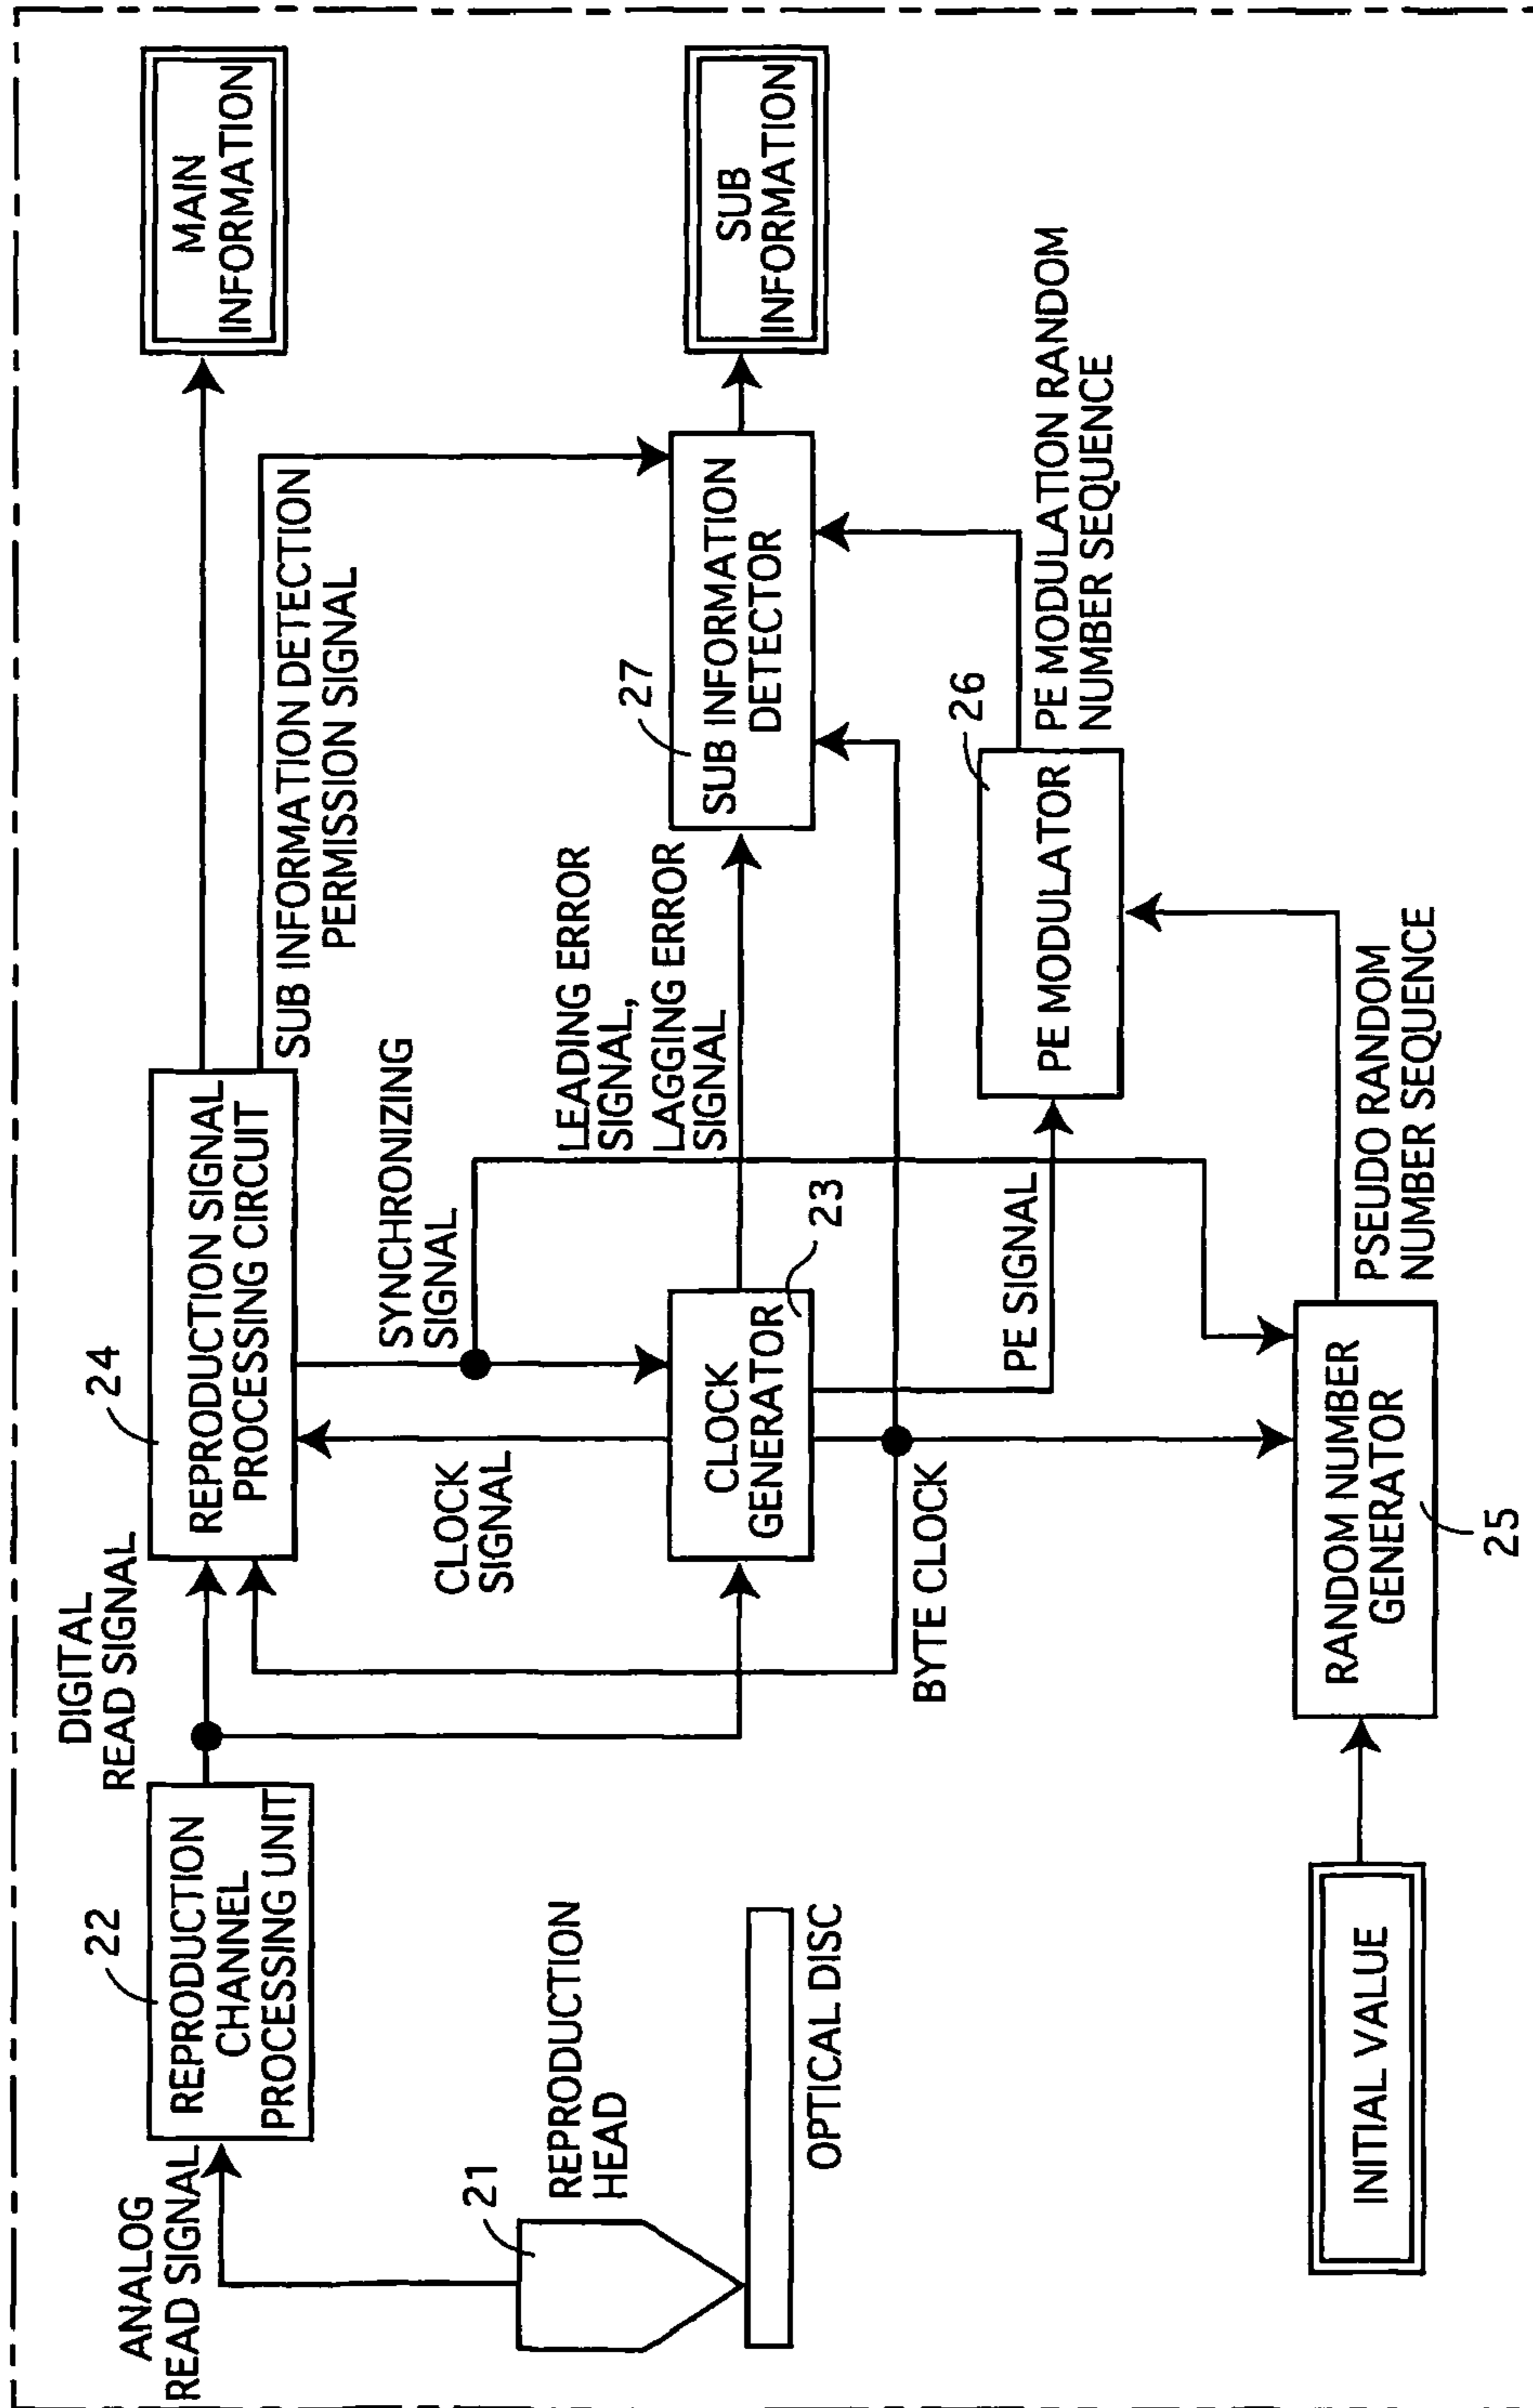 ANALOG
READ SIGNAL
22
REPRODUCTION
CHANNEL
PROCESSING UNIT
DIGITAL
READ SIGNAL
24
REPRODUCTION SIGNAL
PROCESSING CIRCUIT
MAIN
INFORMATION
SUB INFORMATION DETECTION
PERMISSION SIGNAL
SYNCHRONIZING
SIGNAL
CLOCK
SIGNAL
21
REPRODUCTION
HEAD
OPTICAL DISC
CLOCK
GENERATOR
23
LEADING ERROR
SIGNAL,
LAGGING ERROR
SIGNAL
27
SUB INFORMATION
DETECTOR
SUB
INFORMATION
BYTE CLOCK
PE SIGNAL
26
PE MODULATOR
PE MODULATION RANDOM
NUMBER SEQUENCE
INITIAL VALUE
RANDOM NUMBER
GENERATOR
25
PSEUDO RANDOM
NUMBER SEQUENCE